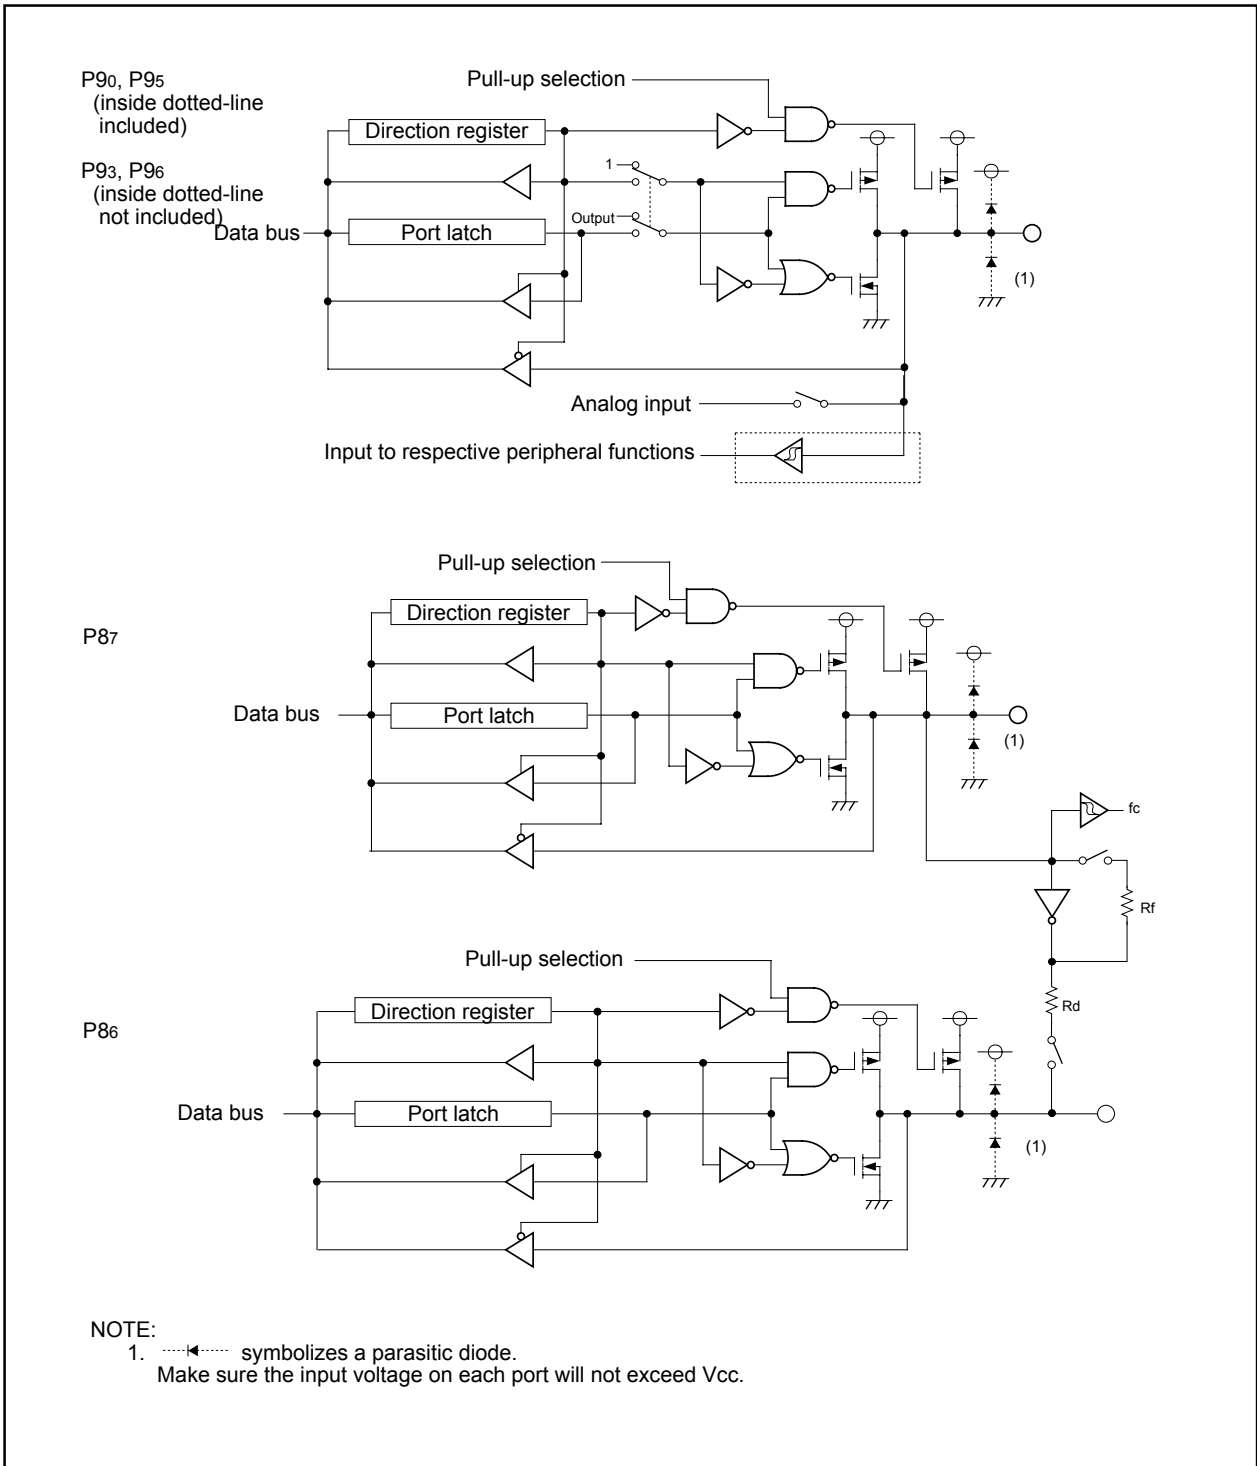 P90, P95
(inside dotted-line
included)
Pull-up selection
Direction register
P93, P96
(inside dotted-line
not included)
1
Output
Data bus
Port latch
(1)
Analog input
Input to respective peripheral functions
Pull-up selection
Direction register
P87
Data bus
Port latch
(1)
fc
Rf
Pull-up selection
Direction register
Rd
P86
Data bus
Port latch
(1)
NOTE:
1. symbolizes a parasitic diode.
Make sure the input voltage on each port will not exceed Vcc.